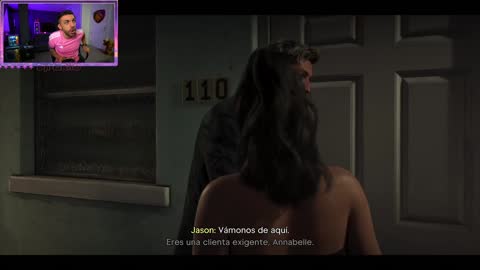 110
Jason: Vámonos de aquí.
Eres una clienta exigente, Annabelle.